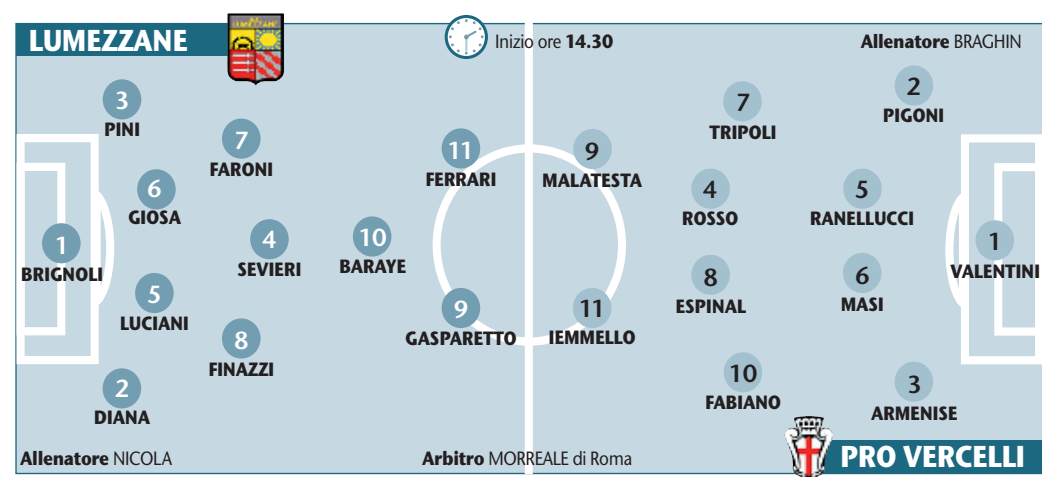 LUMEZZANE
Inizio ore 14.30
Allenatore BRAGHIN
3
PINI
7
FARONI
6
GIOSA
1
BRIGNOLI
4
SEVIERI
10
BARAYE
5
LUCIANI
8
FINAZZI
2
DIANA
11
FERRARI
9
GASPARETTO
9
MALATESTA
11
IEMMELLO
7
TRIPOLI
4
ROSSO
8
ESPINAL
10
FABIANO
2
PIGONI
5
RANELLUCCI
6
MASI
3
ARMENISE
1
VALENTINI
Allenatore NICOLA
Arbitro MORREALE di Roma
PRO VERCELLI